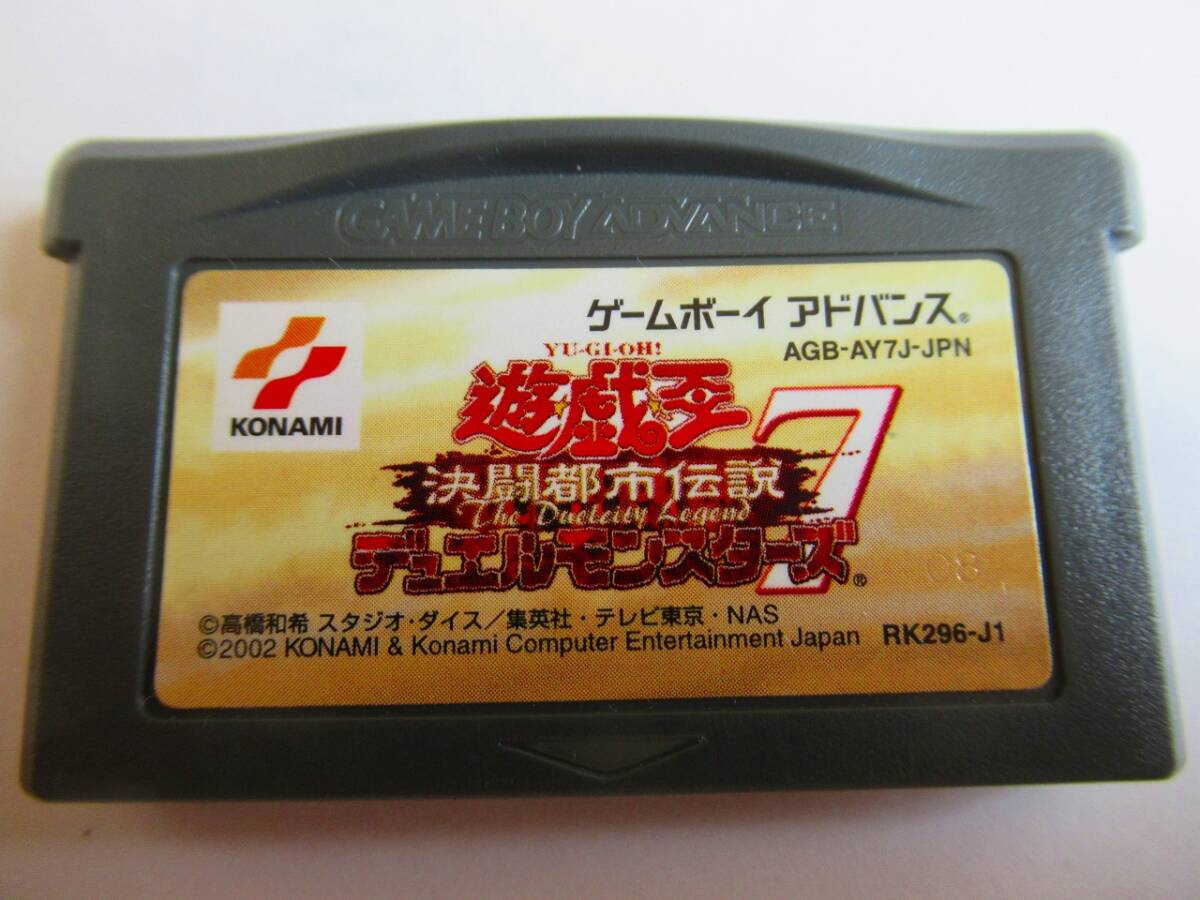 GAME BOY ADVANCE
KONAMI
ゲームボーイ アドバンス®
AGB-AY7J-JPN
YU-GI-OH!
遊☆戯☆王
決闘都市伝説
The Duelcity Legend
デュエルモンスターズ®
7
08
©高橋和希 スタジオ・ダイス/集英社・テレビ東京・NAS
©2002 KONAMI & Konami Computer Entertainment Japan RK296-J1